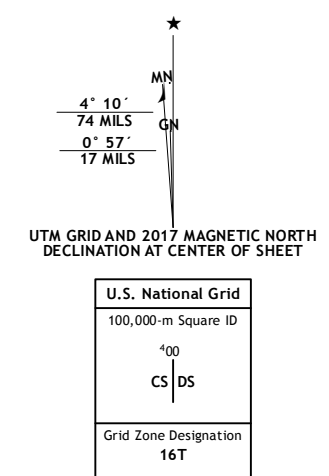 ★
MN
4° 10´
74 MILS
GN
0° 57´
17 MILS
UTM GRID AND 2017 MAGNETIC NORTH
DECLINATION AT CENTER OF SHEET
U.S. National Grid
100,000-m Square ID
⁴00
CS DS
Grid Zone Designation
16T